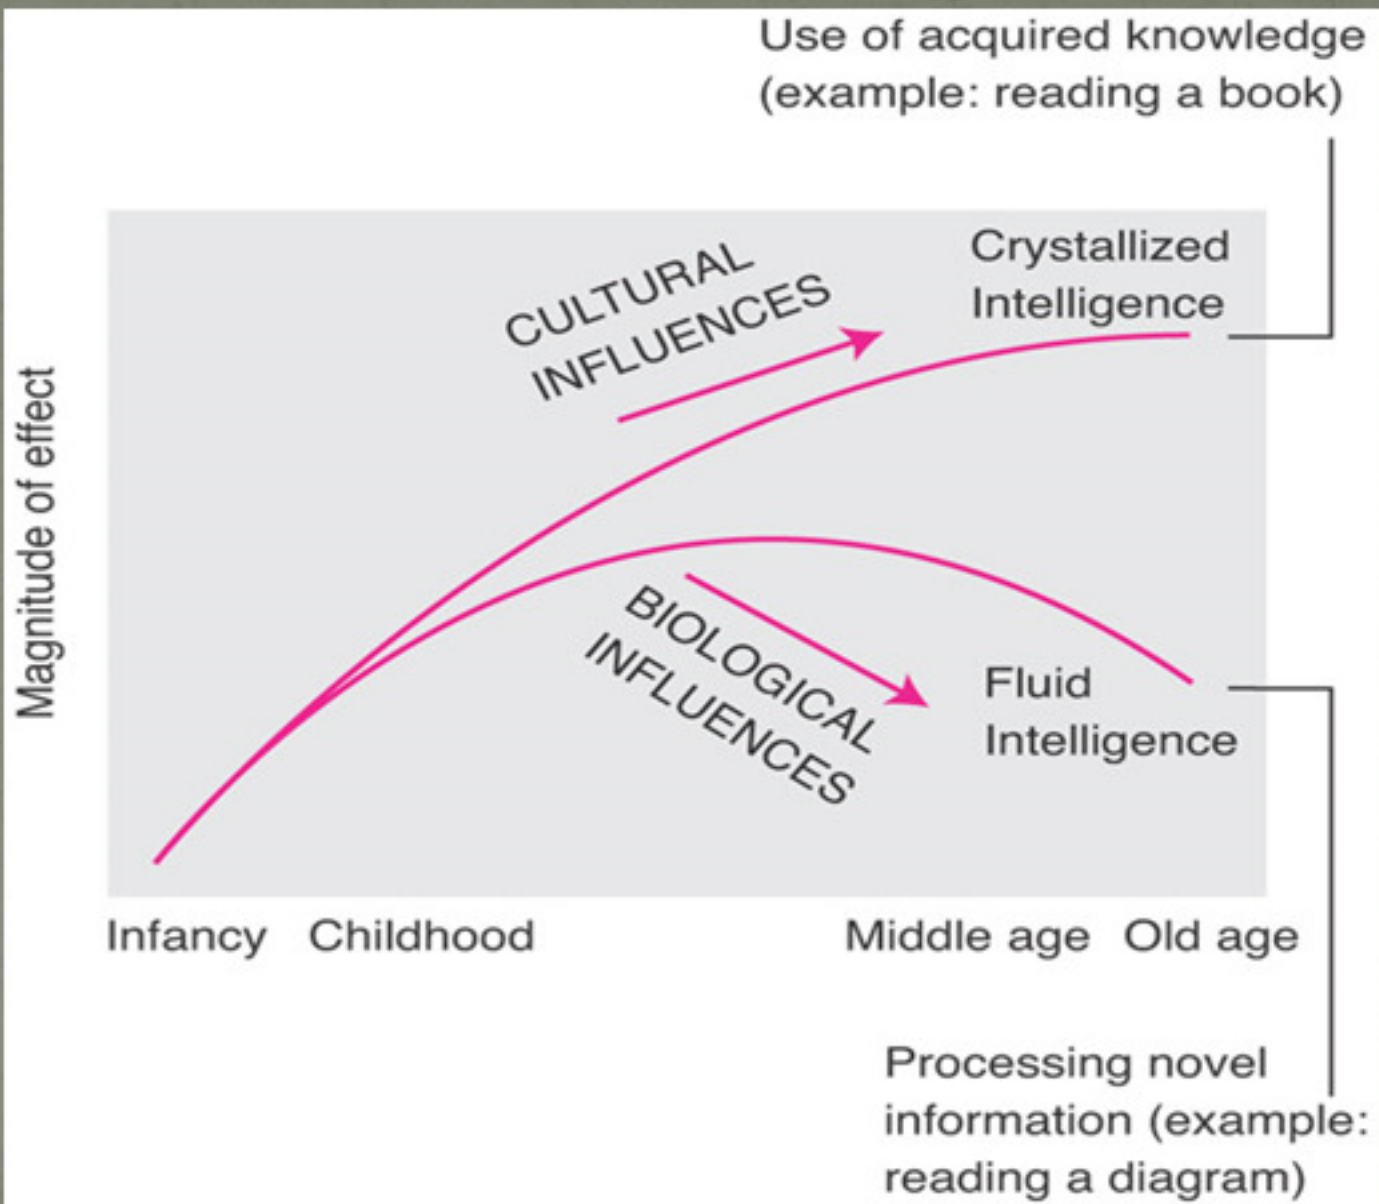 Use of acquired knowledge
(example: reading a book)
Crystallized
Intelligence
CULTURAL
INFLUENCES
Magnitude of effect
BIOLOGICAL
INFLUENCES
Fluid
Intelligence
Infancy Childhood Middle age Old age
Processing novel
information (example:
reading a diagram)